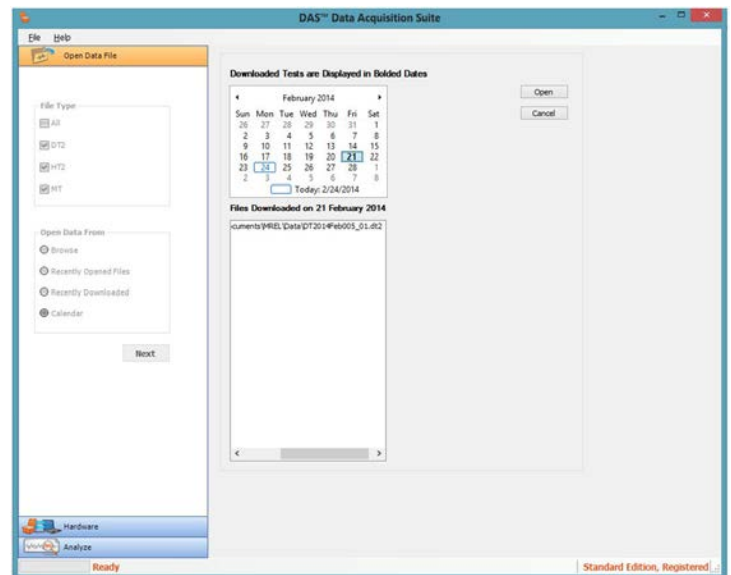 DAS™ Data Acquisition Suite
File Help
Open Data File
File Type
All
DT2
HT2
MT
Open Data From
Browse
Recently Opened Files
Recently Downloaded
Calendar
Next
Downloaded Tests are Displayed in Bolded Dates
February 2014
Sun Mon Tue Wed Thu Fri Sat
26 27 28 29 30 31 1
2 3 4 5 6 7 8
9 10 11 12 13 14 15
16 17 18 19 20 21 22
23 24 25 26 27 28 1
2 3 4 5 6 7 8
Today: 2/24/2014
Open
Cancel
Files Downloaded on 21 February 2014
cuments\MREL\Data\DT2014Feb005_01.dt2
Hardware
Analyze
Ready
Standard Edition, Registered